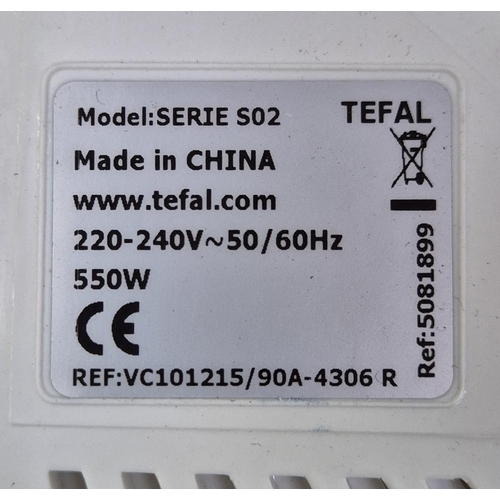 Model:SERIE S02
TEFAL
Made in CHINA
www.tefal.com
220-240V~50/60Hz
550W
CE
REF:VC101215/90A-4306 R
Ref:5081899